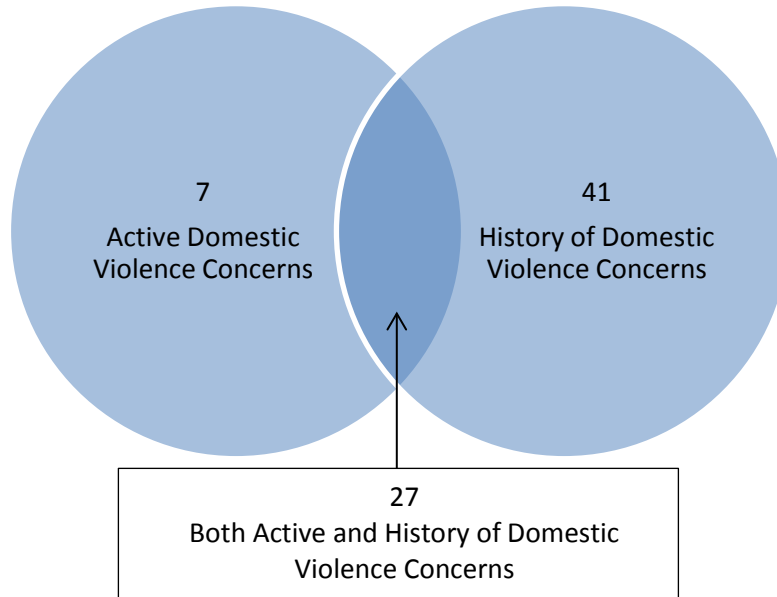 7
Active Domestic
Violence Concerns
41
History of Domestic
Violence Concerns
27
Both Active and History of Domestic
Violence Concerns